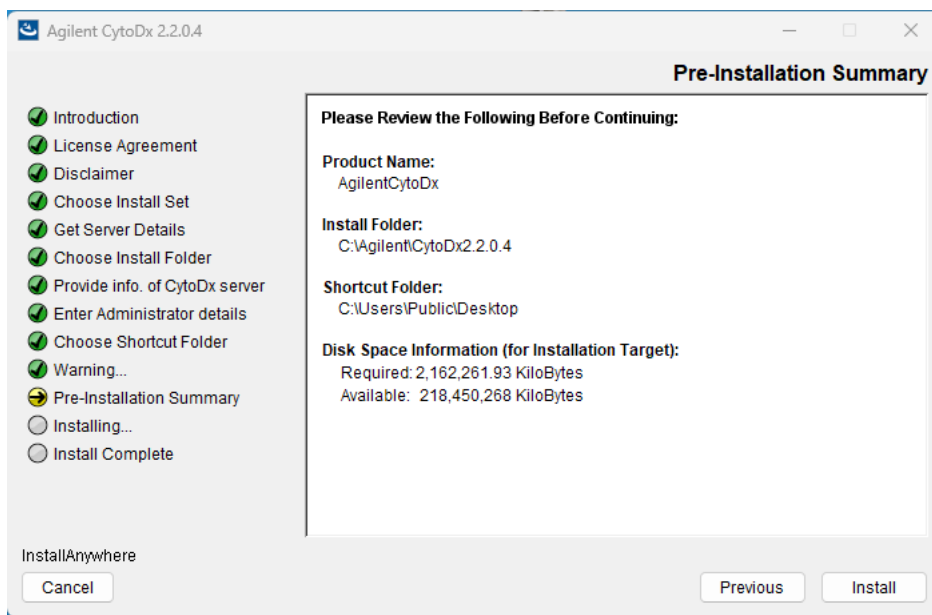 Agilent CytoDx 2.2.0.4
Pre-Installation Summary
Introduction
License Agreement
Disclaimer
Choose Install Set
Get Server Details
Choose Install Folder
Provide info. of CytoDx server
Enter Administrator details
Choose Shortcut Folder
Warning...
Pre-Installation Summary
Installing...
Install Complete
Please Review the Following Before Continuing:
Product Name:
AgilentCytoDx
Install Folder:
C:\Agilent\CytoDx2.2.0.4
Shortcut Folder:
C:\Users\Public\Desktop
Disk Space Information (for Installation Target):
Required: 2,162,261.93 KiloBytes
Available: 218,450,268 KiloBytes
InstallAnywhere
Cancel
Previous
Install